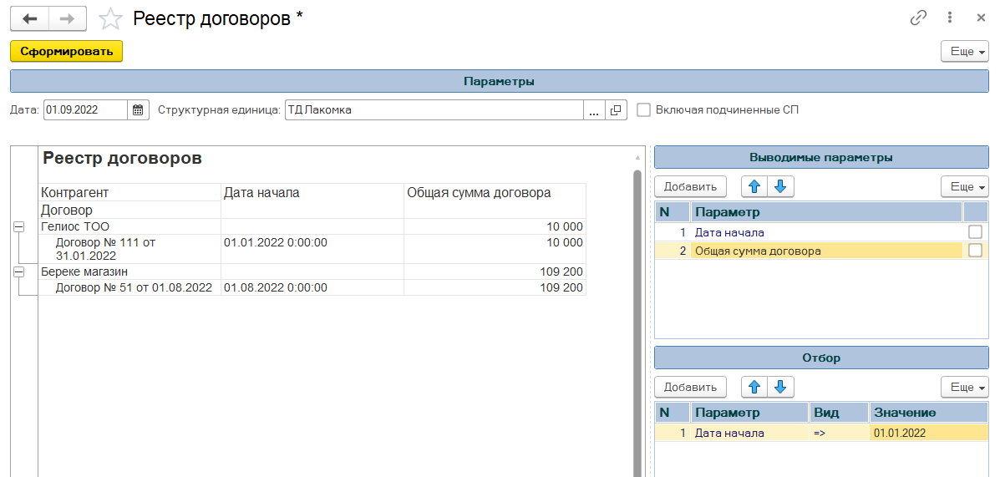 Реестр договоров *
Сформировать
Еще
Параметры
Дата: 01.09.2022 Структурная единица: ТД Лакомка ... Включая подчиненные СП
Реестр договоров
Контрагент Дата начала Общая сумма договора
Договор
Гелиос ТОО 10 000
Договор № 111 от 01.01.2022 0:00:00 10 000
31.01.2022
Береке магазин 109 200
Договор № 51 от 01.08.2022 01.08.2022 0:00:00 109 200
Выводимые параметры
Добавить Еще
N Параметр
1 Дата начала
2 Общая сумма договора
Отбор
Добавить Еще
N Параметр Вид Значение
1 Дата начала => 01.01.2022